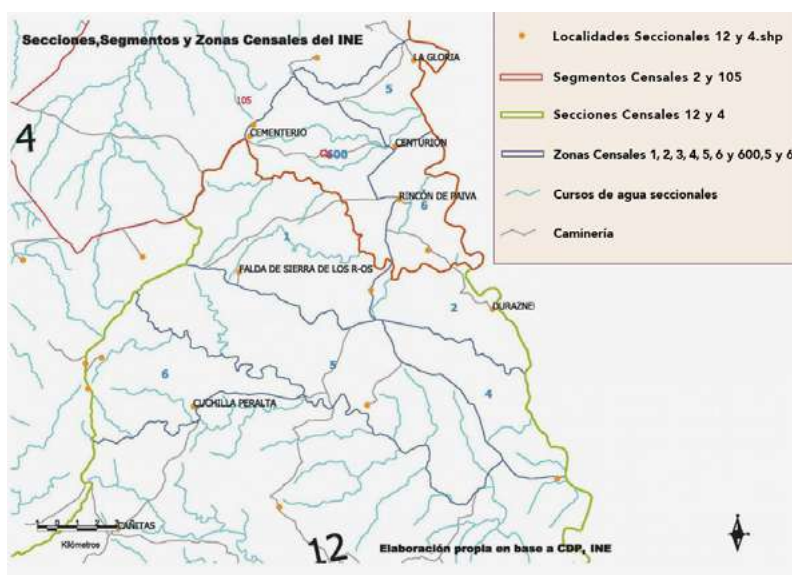 Secciones,Segmentos y Zonas Censales del INE
Localidades Seccionales 12 y 4.shp
Segmentos Censales 2 y 105
Secciones Censales 12 y 4
Zonas Censales 1, 2, 3, 4, 5, 6 y 600,5 y 6
Cursos de agua seccionales
Caminería
LA GLORIA
5
105
4
CEMENTERIO
CENTURION
600
RINCÓN DE PAIVA
6
1
FALDA DE SIERRA DE LOS R-OS
2
DURAZNE
5
6
4
CUCHILLA PERALTA
CAÑITAS
Kilómetros
12
Elaboración propia en base a CDP, INE